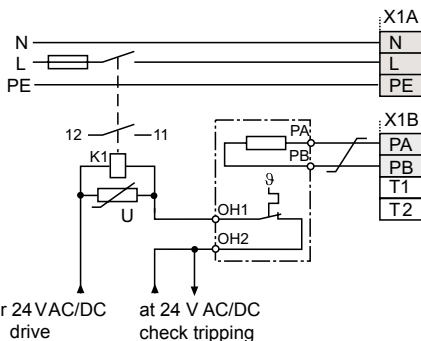 X1A
N
N
L
L
PE
PE
X1B
12
11
PA
PA
K1
PB
PB
ϑ
T1
U
OH1
T2
OH2
24 V AC/DC
at 24 V AC/DC
drive
check tripping